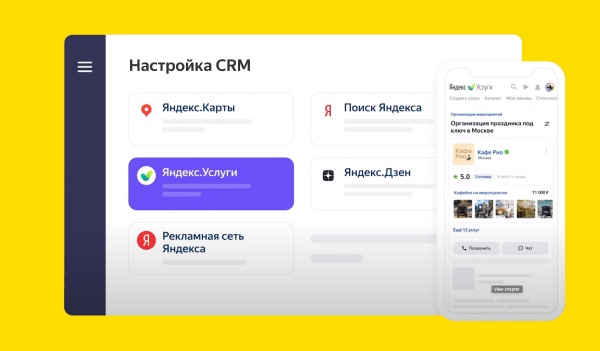 Настройка CRM
Яндекс.Карты
Поиск Яндекса
Яндекс.Услуги
Яндекс.Дзен
Рекламная сеть
Яндекса
Яндекс Услуги
Создать заказ Каталог Мои заказы Стать исп
Организация мероприятий
Организация праздника под
ключ в Москве
Кафе Рио
Кафе Рио
Москва
5.0
Кофейни на мероприятие 11 000 ₽
Ещё 12 услуг
Позвонить
Чат
View chapter